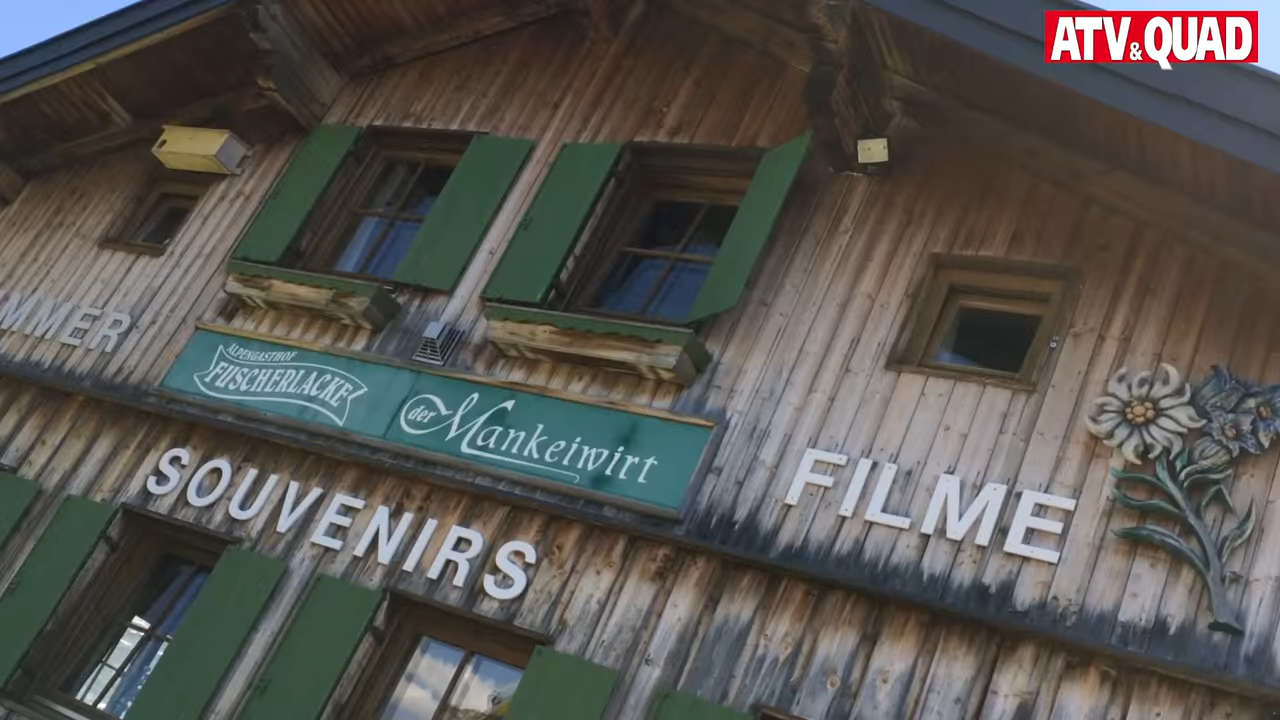 ATV&QUAD
MMER
ALPENGASTHOF
FUSCHERLACKE
der Mankeiwirt
SOUVENIRS
FILME